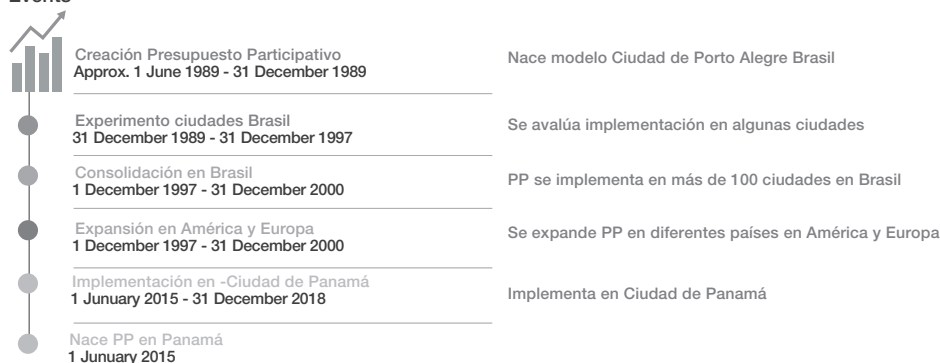 Events
Creación Presupuesto Participativo
Approx. 1 June 1989 - 31 December 1989
Nace modelo Ciudad de Porto Alegre Brasil
Experimento ciudades Brasil
31 December 1989 - 31 December 1997
Se avalúa implementación en algunas ciudades
Consolidación en Brasil
1 December 1997 - 31 December 2000
PP se implementa en más de 100 ciudades en Brasil
Expansión en América y Europa
1 December 1997 - 31 December 2000
Se expande PP en diferentes países en América y Europa
Implementación en -Ciudad de Panamá
1 Junuary 2015 - 31 December 2018
Implementa en Ciudad de Panamá
Nace PP en Panamá
1 Junuary 2015